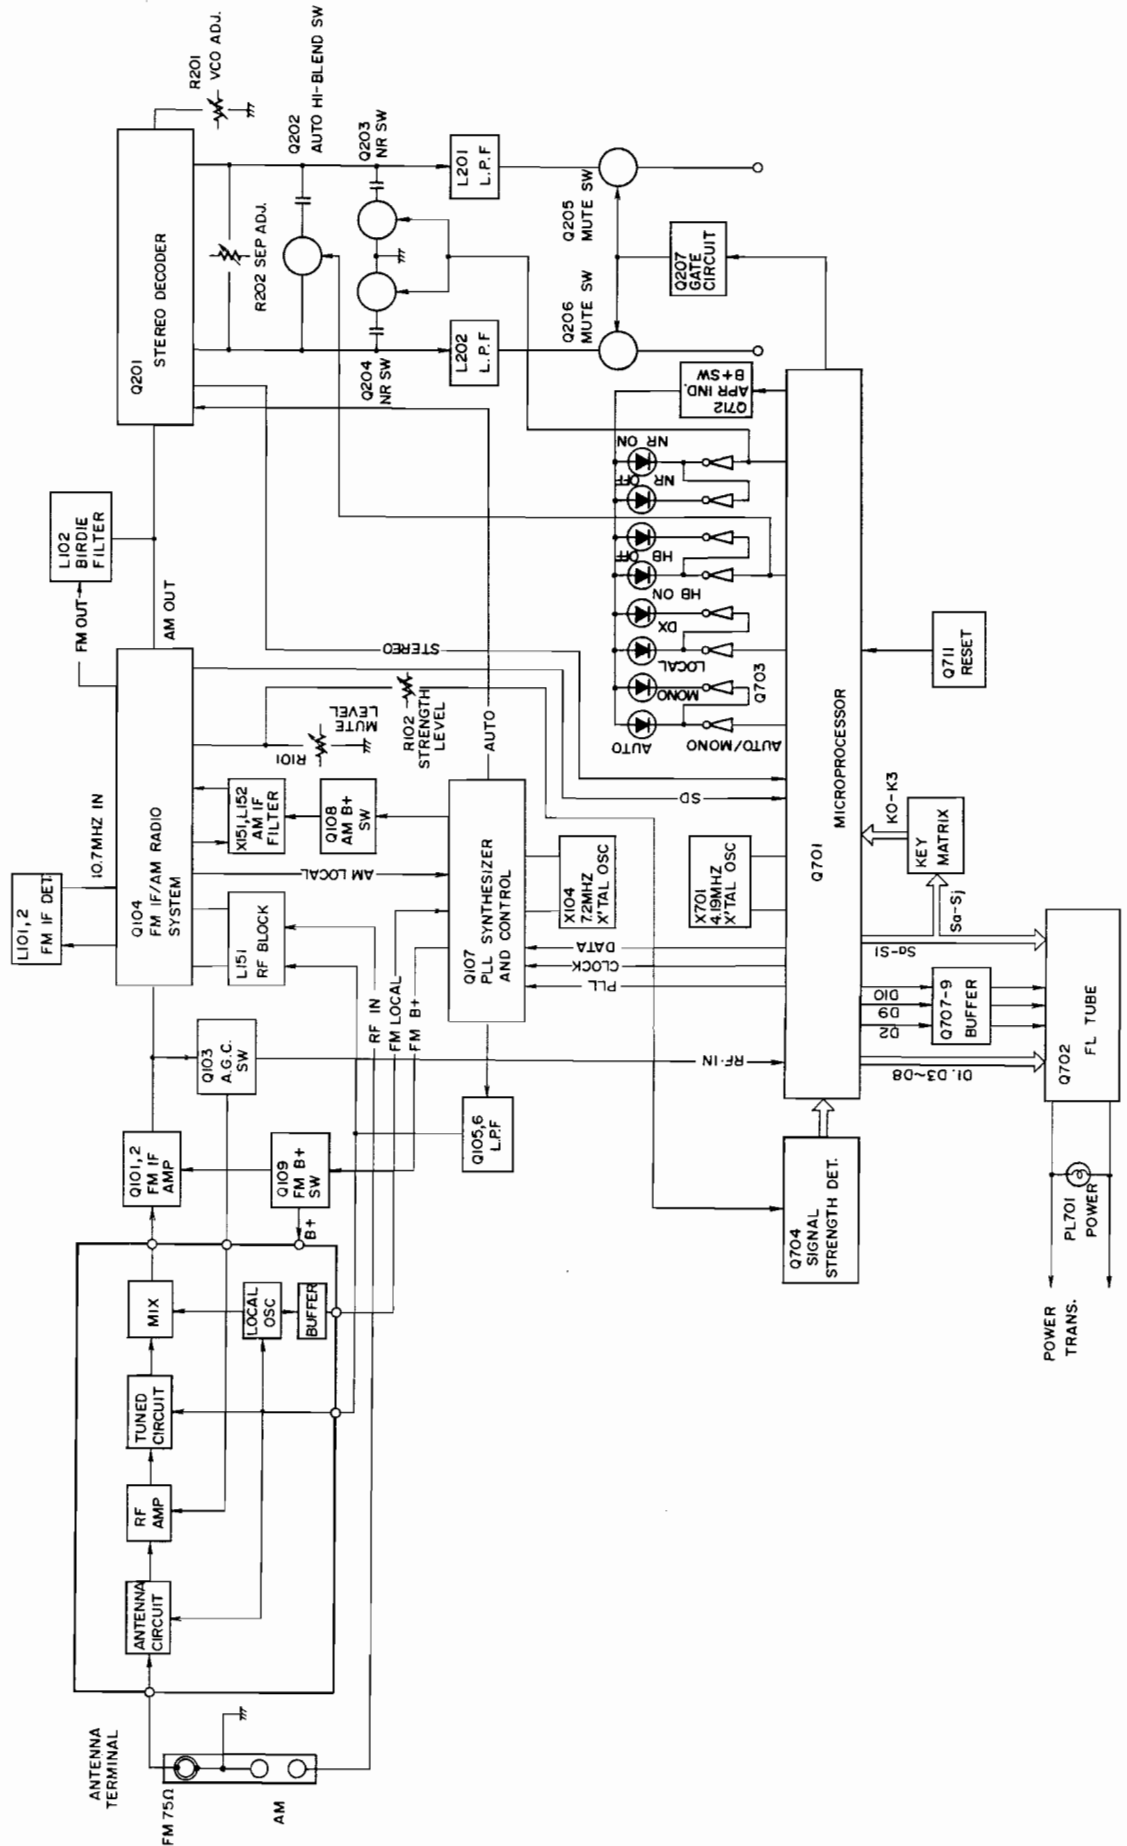 ANTENNA
TERMINAL
FM 75Ω
AM
ANTENNA
CIRCUIT
RF
AMP
TUNED
CIRCUIT
MIX
LOCAL
OSC
BUFFER
B+
Q101,2
FM IF
AMP
Q109
FM B+
SW
Q103
A.G.C.
SW
L101,2
FM IF DET.
10.7MHZ IN
Q104
FM IF/AM RADIO
SYSTEM
L151
RF BLOCK
RF IN
FM LOCAL
FM B+
AM LOCAL
X151,L152
AM IF
FILTER
Q108
AM B+
SW
R101
MUTE
LEVEL
R102
STRENGTH
LEVEL
FM OUT
AM OUT
L102
BIRDIE
FILTER
Q201
STEREO DECODER
R201
VCO ADJ.
R202 SEP ADJ.
Q202
AUTO HI-BLEND SW
Q203
NR SW
Q204
NR SW
L201
L.P.F
L202
L.P.F
Q205
MUTE SW
Q206
MUTE SW
Q207
GATE
CIRCUIT
STEREO
AUTO
SD
Q105,6
L.P.F
Q107
PLL SYNTHESIZER
AND CONTROL
X104
7.2MHZ
X'TAL OSC
RF-IN
PLL
CLOCK
DATA
X701
4.19MHZ
X'TAL OSC
AUTO
MONO
LOCAL
DX
HB ON
HB OFF
NR OFF
NR ON
AUTO/MONO
Q703
Q712
APR IND.
B+SW
Q704
SIGNAL
STRENGTH DET.
Q701
MICROPROCESSOR
Q711
RESET
K0-K3
KEY
MATRIX
Sa-Sj
Sa-S1
D10
D9
D2
Q707-9
BUFFER
D1. D3~D8
Q702
FL TUBE
PL701
POWER
POWER
TRANS.